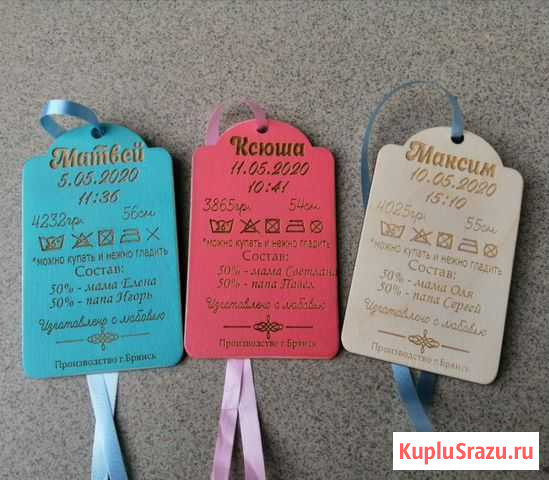 Матвей
5.05.2020
11:36
4232гр. 56см
*можно купать и нежно гладить
Состав:
50% - мама Елена
50% - папа Игорь
Изготовлено с любовью
Производство г.Брянск
Ксюша
11.05.2020
10:41
3865гр. 54см
*можно купать и нежно гладить
Состав:
50% - мама Светлана
50% - папа Павел
Изготовлено с любовью
Производство г.Брянск
Максим
10.05.2020
15:10
4025гр. 55см
*можно купать и нежно гладить
Состав:
50% - мама Оля
50% - папа Сергей
Изготовлено с любовью
Производство г.Брянск
KupluSrazu.ru